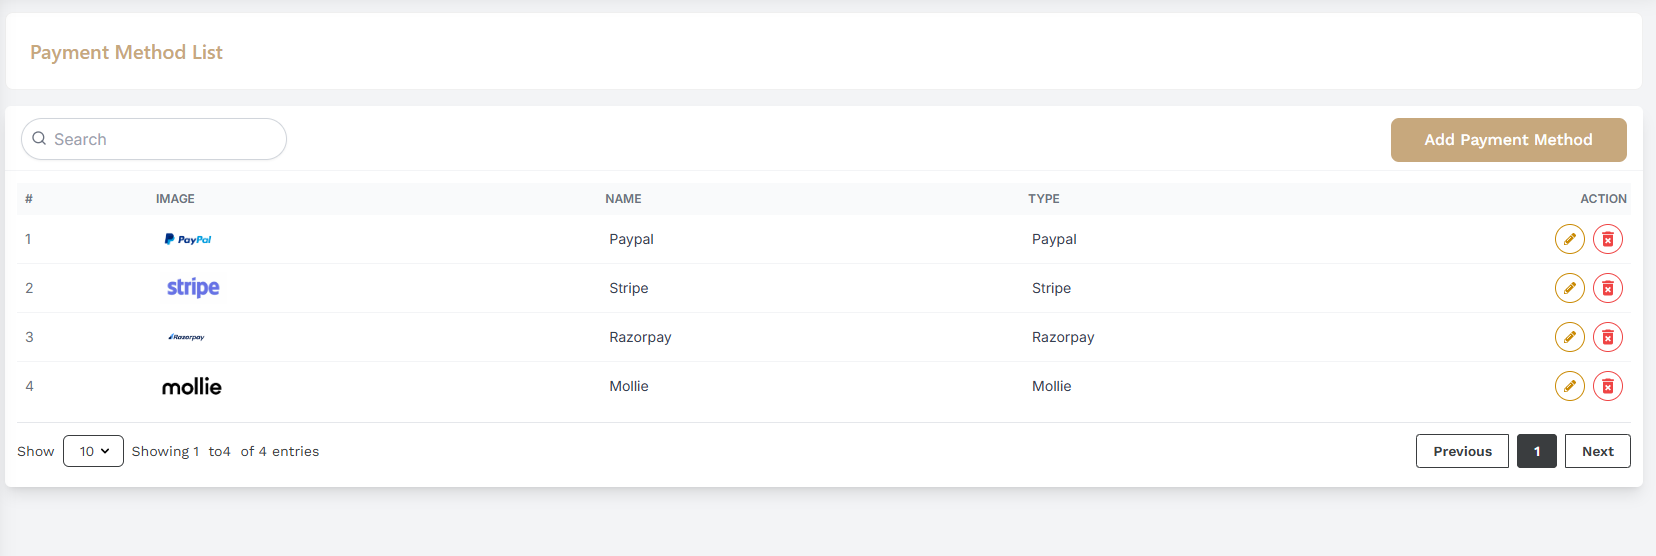 Payment Method List
Search
Add Payment Method
# IMAGE NAME TYPE ACTION
1 PayPal Paypal Paypal
2 stripe Stripe Stripe
3 Razorpay Razorpay Razorpay
4 mollie Mollie Mollie
Show 10 Showing 1 to4 of 4 entries Previous 1 Next